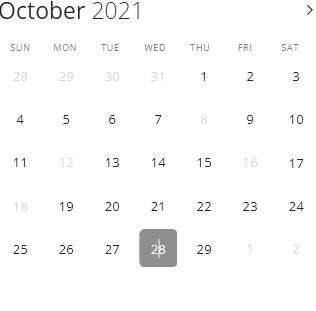 October 2021
SUN MON TUE WED THU FRI SAT
28 29 30 31 1 2 3
4 5 6 7 8 9 10
11 12 13 14 15 16 17
18 19 20 21 22 23 24
25 26 27 28 29 1 2